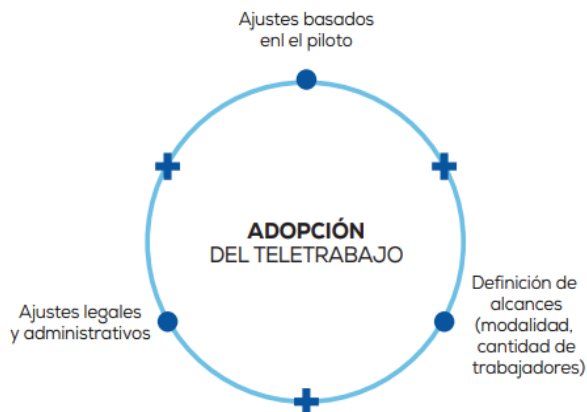 Ajustes basados
enl el piloto
ADOPCIÓN
DEL TELETRABAJO
Definición de
alcances
(modalidad,
cantidad de
trabajadores)
Ajustes legales
y administrativos